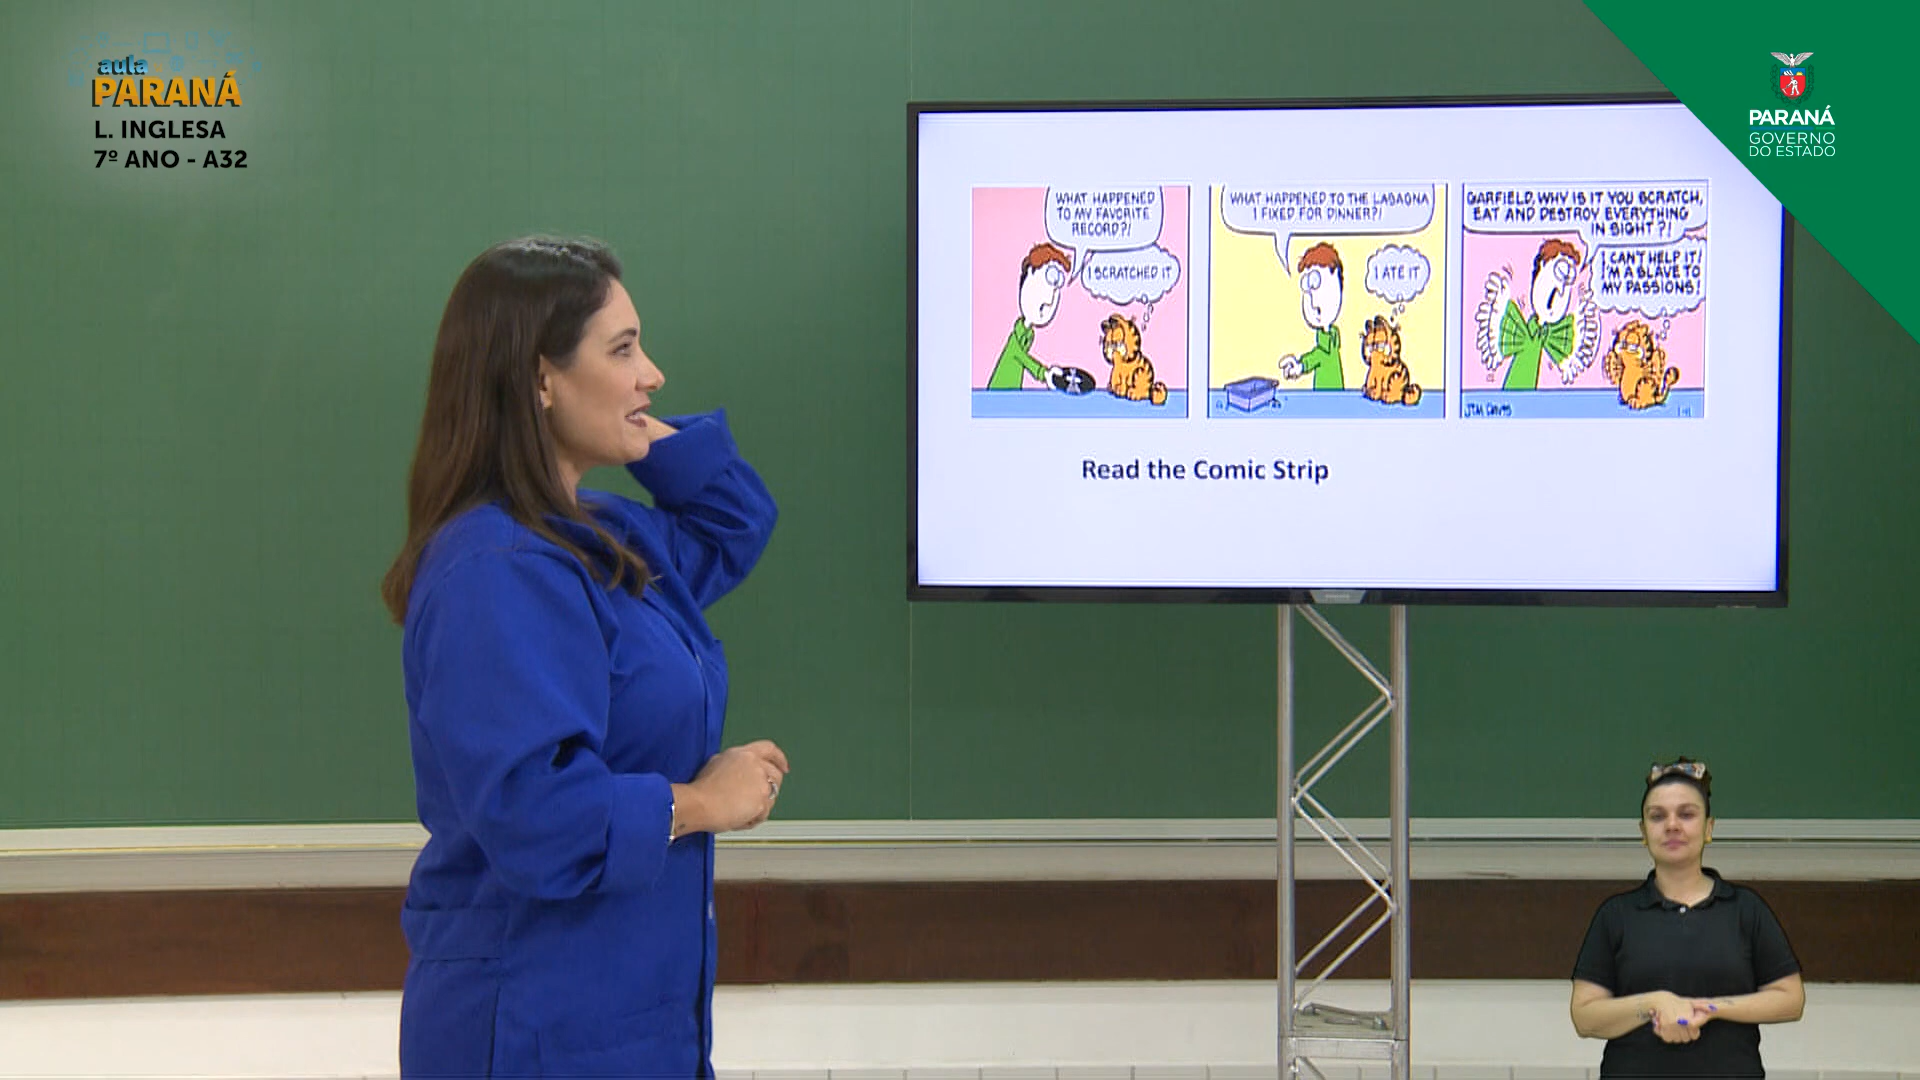 aula
PARANÁ
L. INGLESA
7º ANO - A32
PARANÁ
GOVERNO
DO ESTADO
WHAT HAPPENED
TO MY FAVORITE
RECORD?!
I SCRATCHED IT
WHAT HAPPENED TO THE LASAGNA
I FIXED FOR DINNER?!
I ATE IT
GARFIELD, WHY IS IT YOU SCRATCH,
EAT AND DESTROY EVERYTHING
IN SIGHT?!
I CAN'T HELP IT!
I'M A SLAVE TO
MY PASSIONS!
JIM DAVIS
Read the Comic Strip